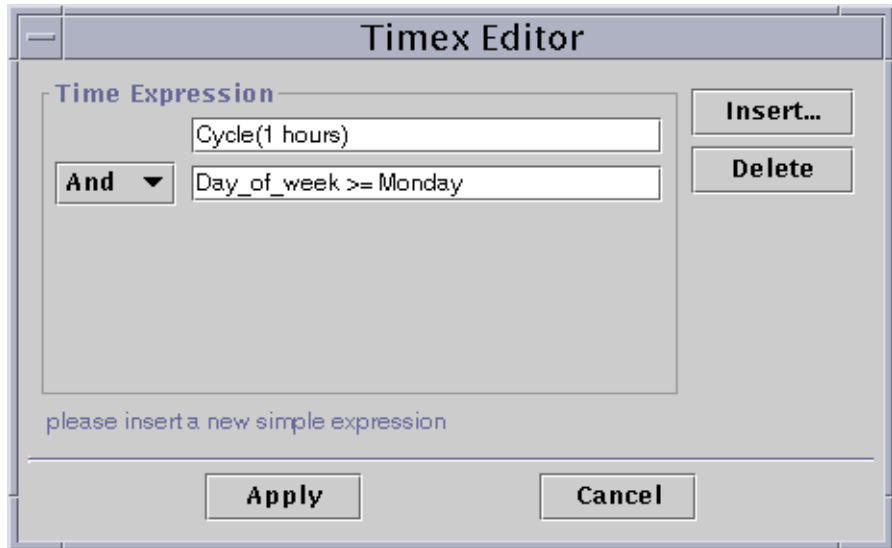 Timex Editor
Time Expression
Cycle(1 hours)
And
Day_of_week >= Monday
Insert...
Delete
please insert a new simple expression
Apply
Cancel